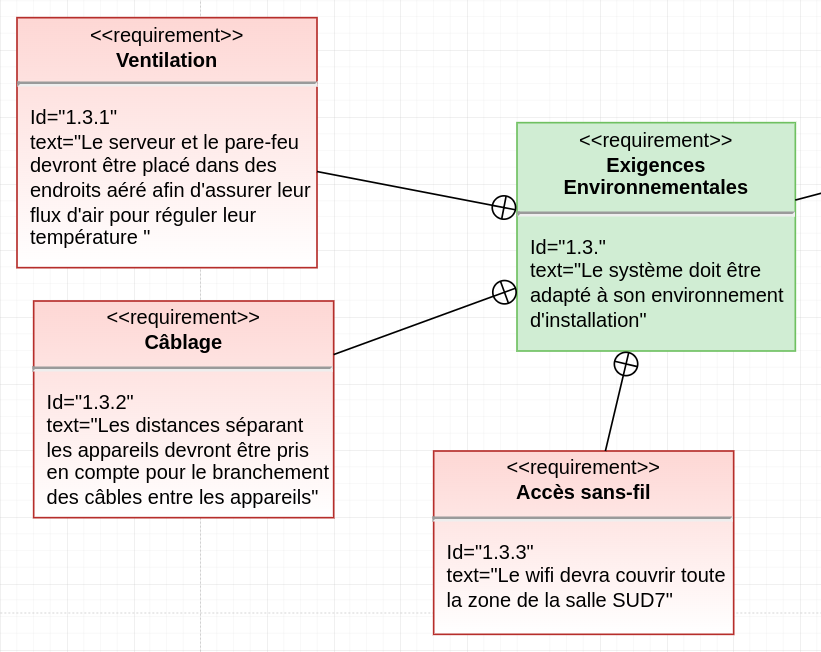 <<requirement>>
Ventilation
Id="1.3.1"
text="Le serveur et le pare-feu
devront être placé dans des
endroits aéré afin d'assurer leur
flux d'air pour réguler leur
température "
<<requirement>>
Exigences
Environnementales
Id="1.3."
text="Le système doit être
adapté à son environnement
d'installation"
<<requirement>>
Câblage
Id="1.3.2"
text="Les distances séparant
les appareils devront être pris
en compte pour le branchement
des câbles entre les appareils"
<<requirement>>
Accès sans-fil
Id="1.3.3"
text="Le wifi devra couvrir toute
la zone de la salle SUD7"